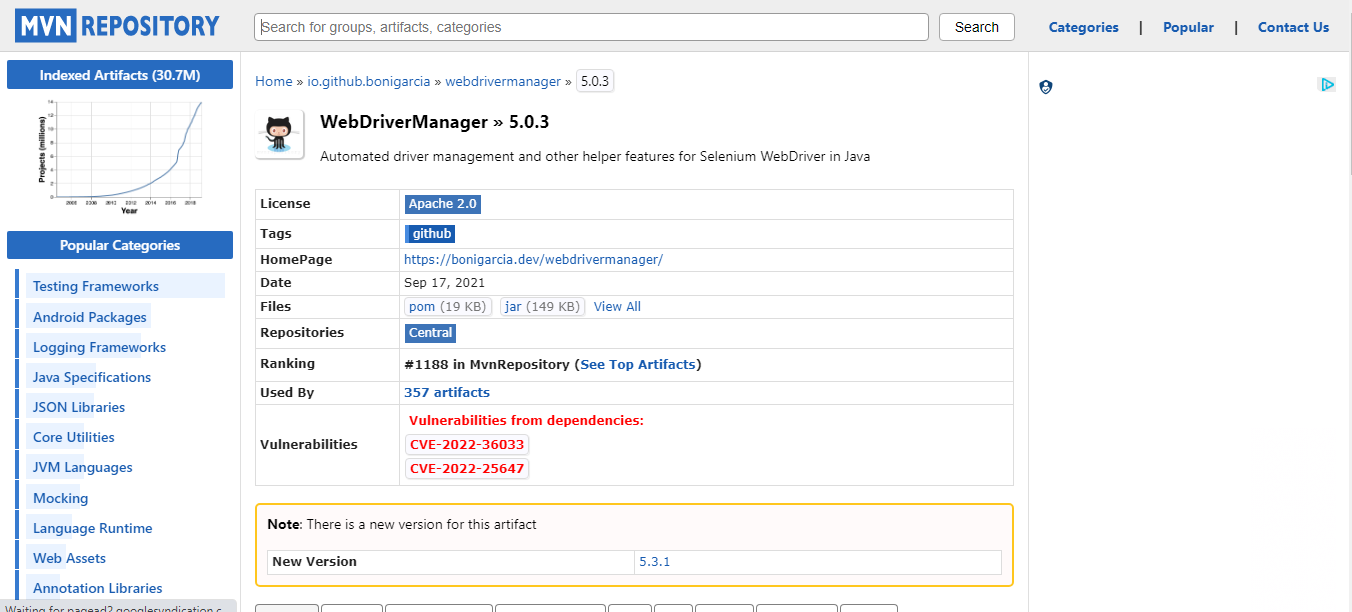 MVN REPOSITORY
Search for groups, artifacts, categories
Search
Categories | Popular | Contact Us
Indexed Artifacts (30.7M)
Projects (millions)
Year
Popular Categories
Testing Frameworks
Android Packages
Logging Frameworks
Java Specifications
JSON Libraries
Core Utilities
JVM Languages
Mocking
Language Runtime
Web Assets
Annotation Libraries
Home » io.github.bonigarcia » webdrivermanager » 5.0.3
WebDriverManager » 5.0.3
Automated driver management and other helper features for Selenium WebDriver in Java
License Apache 2.0
Tags github
HomePage https://bonigarcia.dev/webdrivermanager/
Date Sep 17, 2021
Files pom (19 KB) jar (149 KB) View All
Repositories Central
Ranking #1188 in MvnRepository (See Top Artifacts)
Used By 357 artifacts
Vulnerabilities Vulnerabilities from dependencies:
CVE-2022-36033
CVE-2022-25647
Note: There is a new version for this artifact
New Version 5.3.1
Waiting for pagead2.googlesyndication.c